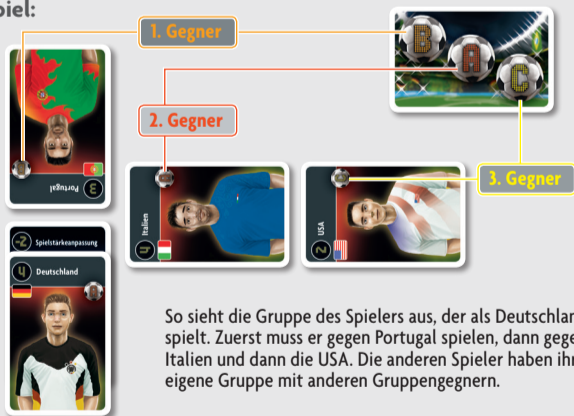 spiel:
1. Gegner
B A C
2. Gegner
3. Gegner
3 Portugal
4 Italien
2 USA
-2 Spielstärkeanpassung
4 Deutschland
So sieht die Gruppe des Spielers aus, der als Deutschlan
spielt. Zuerst muss er gegen Portugal spielen, dann gege
Italien und dann die USA. Die anderen Spieler haben ihr
eigene Gruppe mit anderen Gruppengegnern.